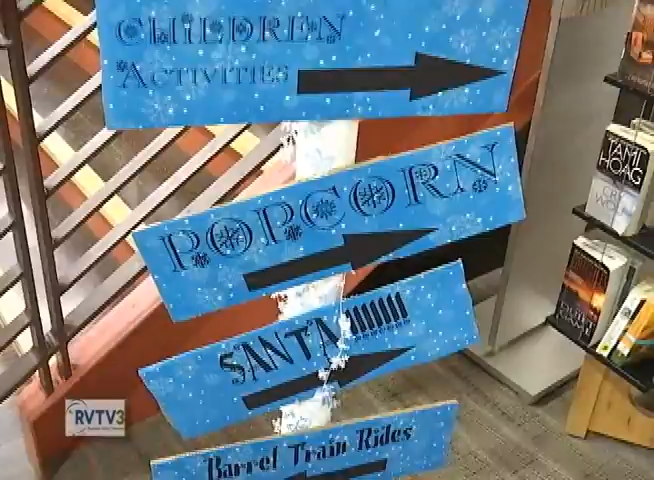 CHILDREN
ACTIVITIES
POPCORN
SANTA
Barrel Train Rides
TAMI
HOAG
RVTV3